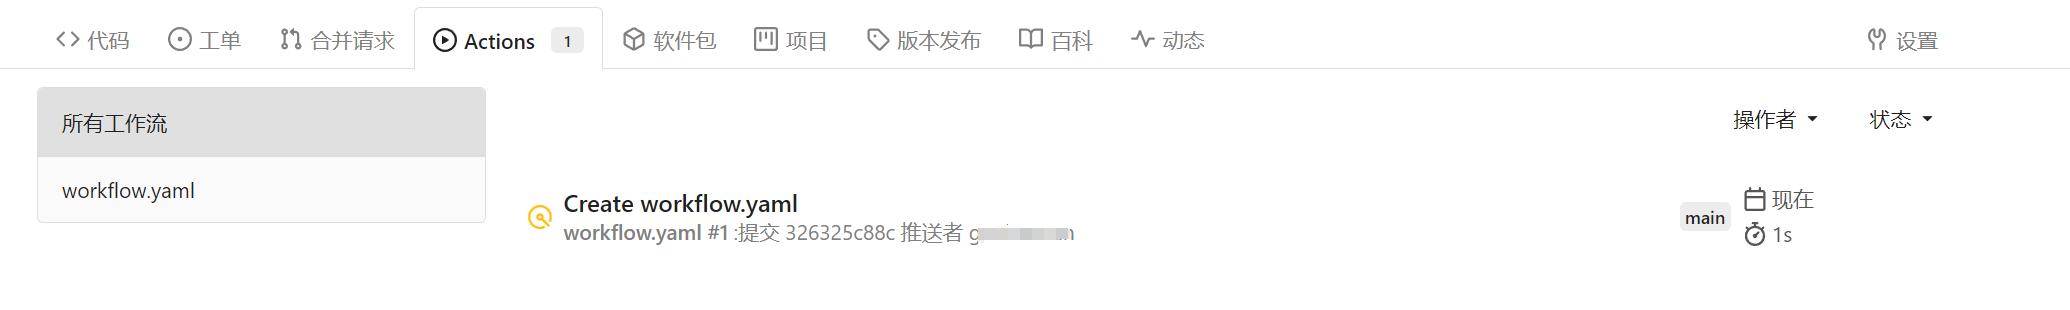 代码 工单 合并请求 Actions 1 软件包 项目 版本发布 百科 动态 设置
所有工作流
操作者 状态
workflow.yaml
Create workflow.yaml
main 现在
workflow.yaml #1 :提交 326325c88c 推送者
1s